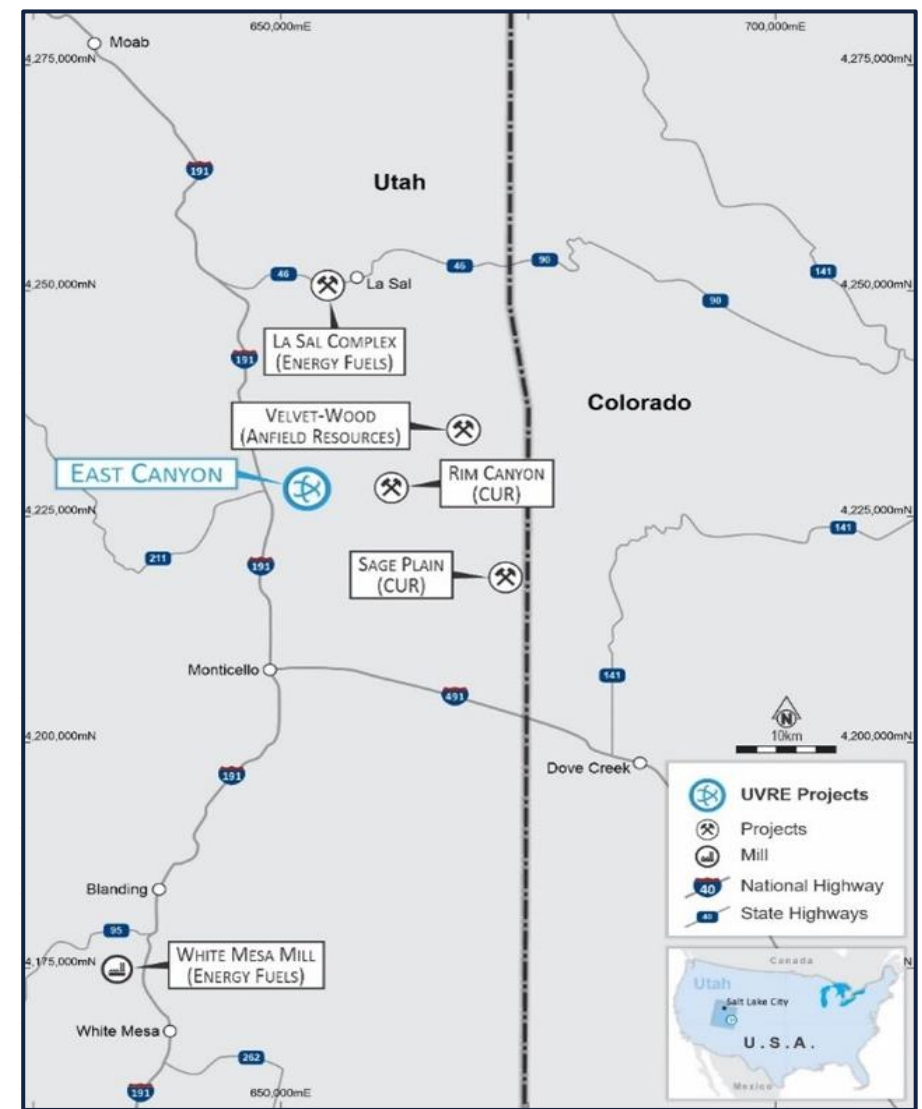 650,000mE
700,000mE
Moab
4,275,000mN
4,275,000mN
191
Utah
141
46
46
90
La Sal
4,250,000mN
4,250,000mN
90
LA SAL COMPLEX
(ENERGY FUELS)
191
Colorado
VELVET-WOOD
(ANFIELD RESOURCES)
EAST CANYON
RIM CANYON
(CUR)
4,225,000mN
4,225,000mN
141
211
191
SAGE PLAIN
(CUR)
Monticello
491
141
N
10km
4,200,000mN
4,200,000mN
191
Dove Creek
UVRE Projects
Projects
Mill
40
National Highway
40
State Highways
Blanding
95
WHITE MESA MILL
(ENERGY FUELS)
4,175,000mN
N
White Mesa
262
191
650,000mE
Canada
Utah
Salt Lake City
U.S.A.
Mexico